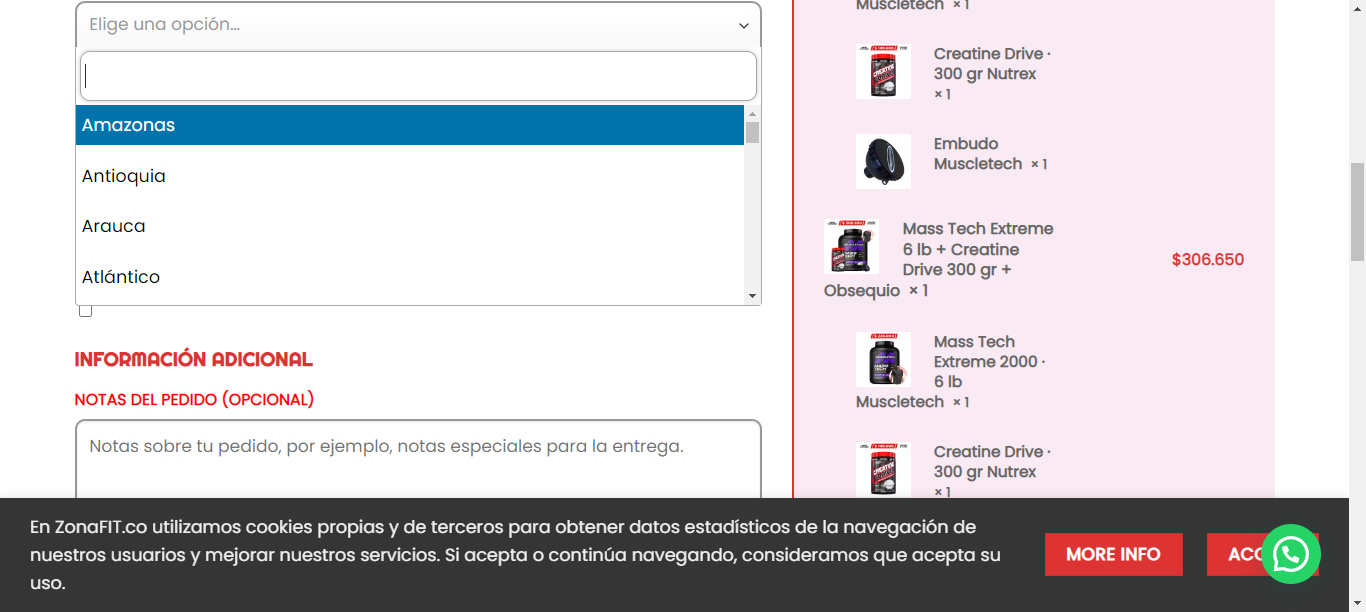 Elige una opción...
Amazonas
Antioquia
Arauca
Atlántico
INFORMACIÓN ADICIONAL
NOTAS DEL PEDIDO (OPCIONAL)
Notas sobre tu pedido, por ejemplo, notas especiales para la entrega.
Muscletech × 1
Creatine Drive ·
300 gr Nutrex
× 1
Embudo
Muscletech × 1
Mass Tech Extreme
6 lb + Creatine
Drive 300 gr +
Obsequio × 1
$306.650
Mass Tech
Extreme 2000 ·
6 lb
Muscletech × 1
Creatine Drive ·
300 gr Nutrex
× 1
En ZonaFIT.co utilizamos cookies propias y de terceros para obtener datos estadísticos de la navegación de
nuestros usuarios y mejorar nuestros servicios. Si acepta o continúa navegando, consideramos que acepta su
uso.
MORE INFO